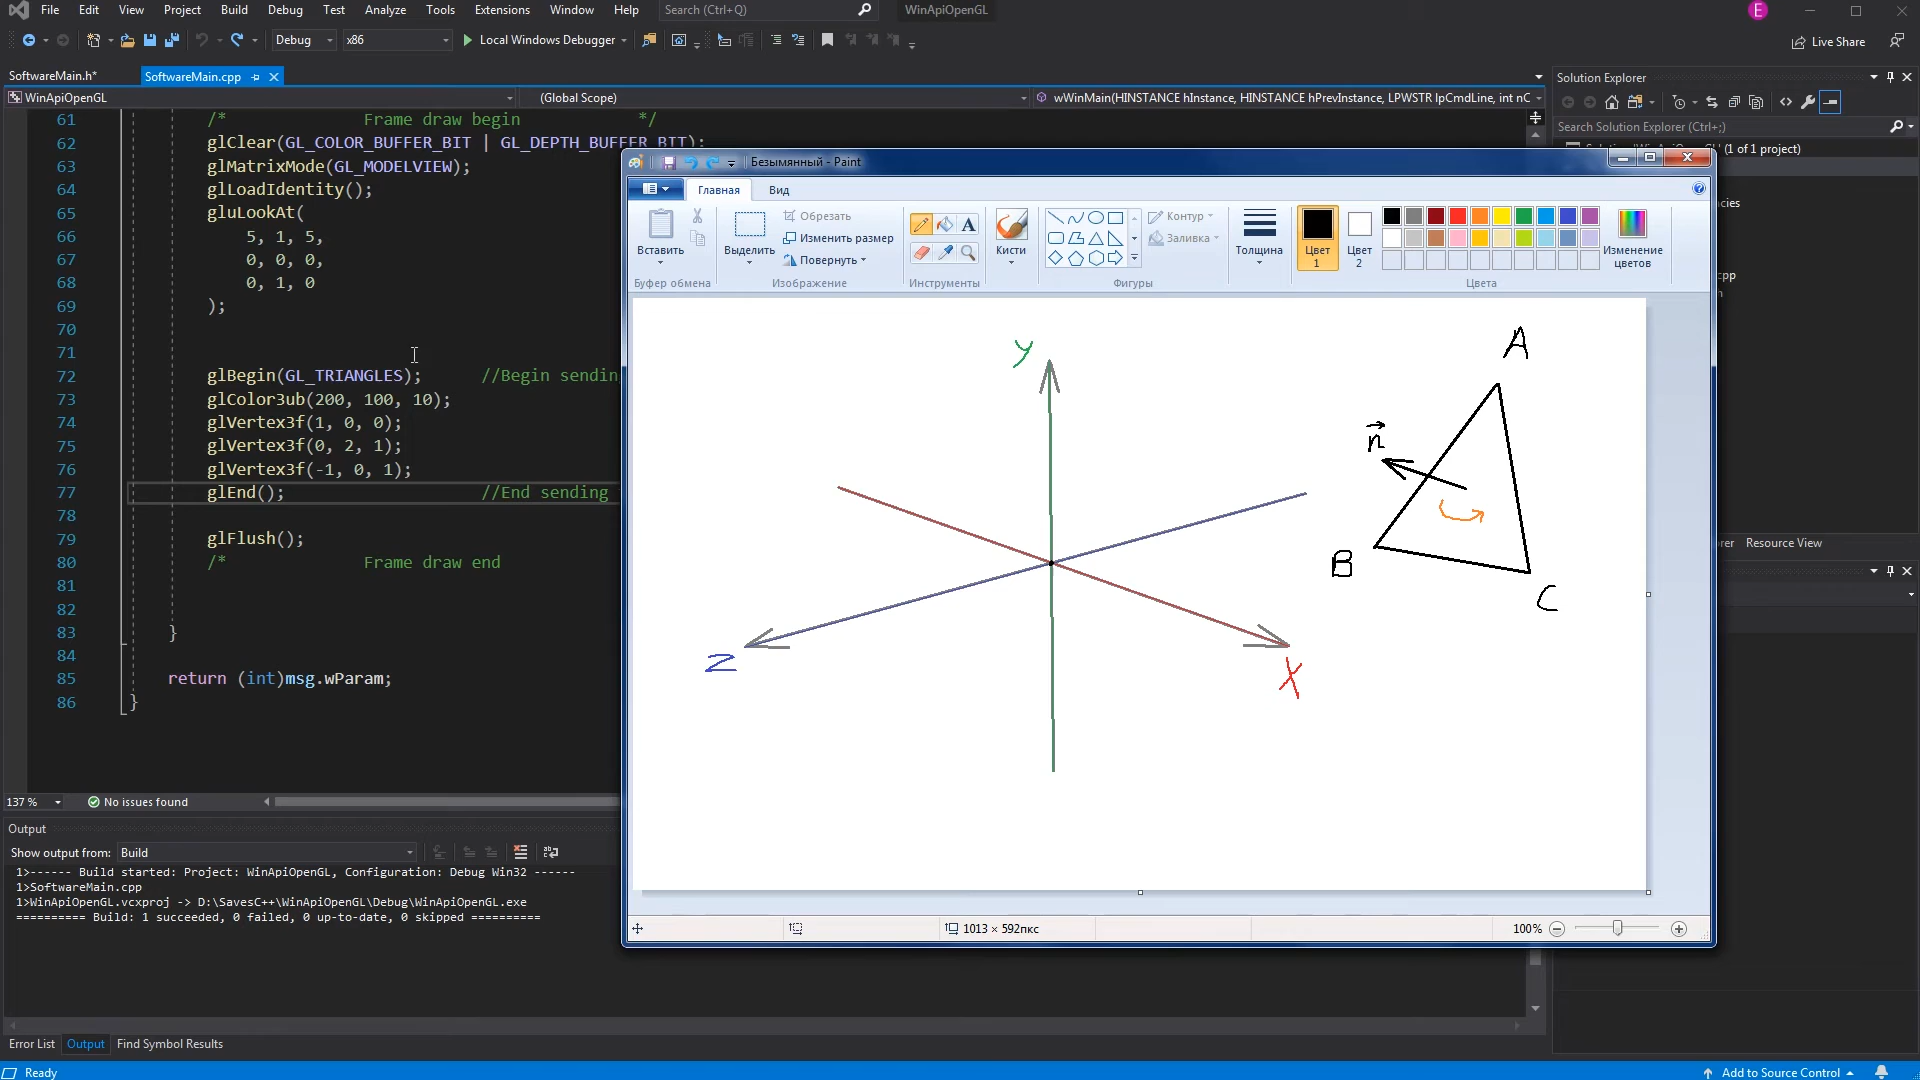 File Edit View Project Build Debug Test Analyze Tools Extensions Window Help Search (Ctrl+Q) WinApiOpenGL E
Debug x86 Local Windows Debugger Live Share
SoftwareMain.h* SoftwareMain.cpp
WinApiOpenGL (Global Scope) wWinMain(HINSTANCE hInstance, HINSTANCE hPrevInstance, LPWSTR lpCmdLine, int nC
61 /* Frame draw begin */
62 glClear(GL_COLOR_BUFFER_BIT | GL_DEPTH_BUFFER_BIT);
63 glMatrixMode(GL_MODELVIEW);
64 glLoadIdentity();
65 gluLookAt(
66 5, 1, 5,
67 0, 0, 0,
68 0, 1, 0
69 );
70
71
72 glBegin(GL_TRIANGLES); //Begin sendin
73 glColor3ub(200, 100, 10);
74 glVertex3f(1, 0, 0);
75 glVertex3f(0, 2, 1);
76 glVertex3f(-1, 0, 1);
77 glEnd(); //End sending
78
79 glFlush();
80 /* Frame draw end
81
82
83 }
84
85 return (int)msg.wParam;
86 }
137 % No issues found
Output
Show output from: Build
1>------ Build started: Project: WinApiOpenGL, Configuration: Debug Win32 ------
1>SoftwareMain.cpp
1>WinApiOpenGL.vcxproj -> D:\SavesC++\WinApiOpenGL\Debug\WinApiOpenGL.exe
========== Build: 1 succeeded, 0 failed, 0 up-to-date, 0 skipped ==========
Error List Output Find Symbol Results
Ready
Add to Source Control
Безымянный - Paint
Главная Вид
Вставить
Буфер обмена
Выделить
Обрезать
Изменить размер
Повернуть
Изображение
A
Инструменты
Кисти
Контур
Заливка
Фигуры
Толщина
Цвет 1
Цвет 2
Изменение цветов
Цвета
y
A
n
B
C
z
x
1013 × 592пкс
100%
Solution Explorer
Search Solution Explorer (Ctrl+;)
(1 of 1 project)
Resource View